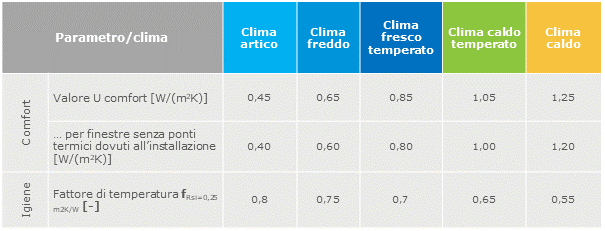 Parametro/clima
Clima artico
Clima freddo
Clima fresco temperato
Clima caldo temperato
Clima caldo
Comfort
Valore U comfort [W/(m²K)]
0,45
0,65
0,85
1,05
1,25
... per finestre senza ponti
termici dovuti all’installazione
[W/(m²K)]
0,40
0,60
0,80
1,00
1,20
Igiene
Fattore di temperatura fRsi=0,25
m2K/W [-]
0,8
0,75
0,7
0,65
0,55